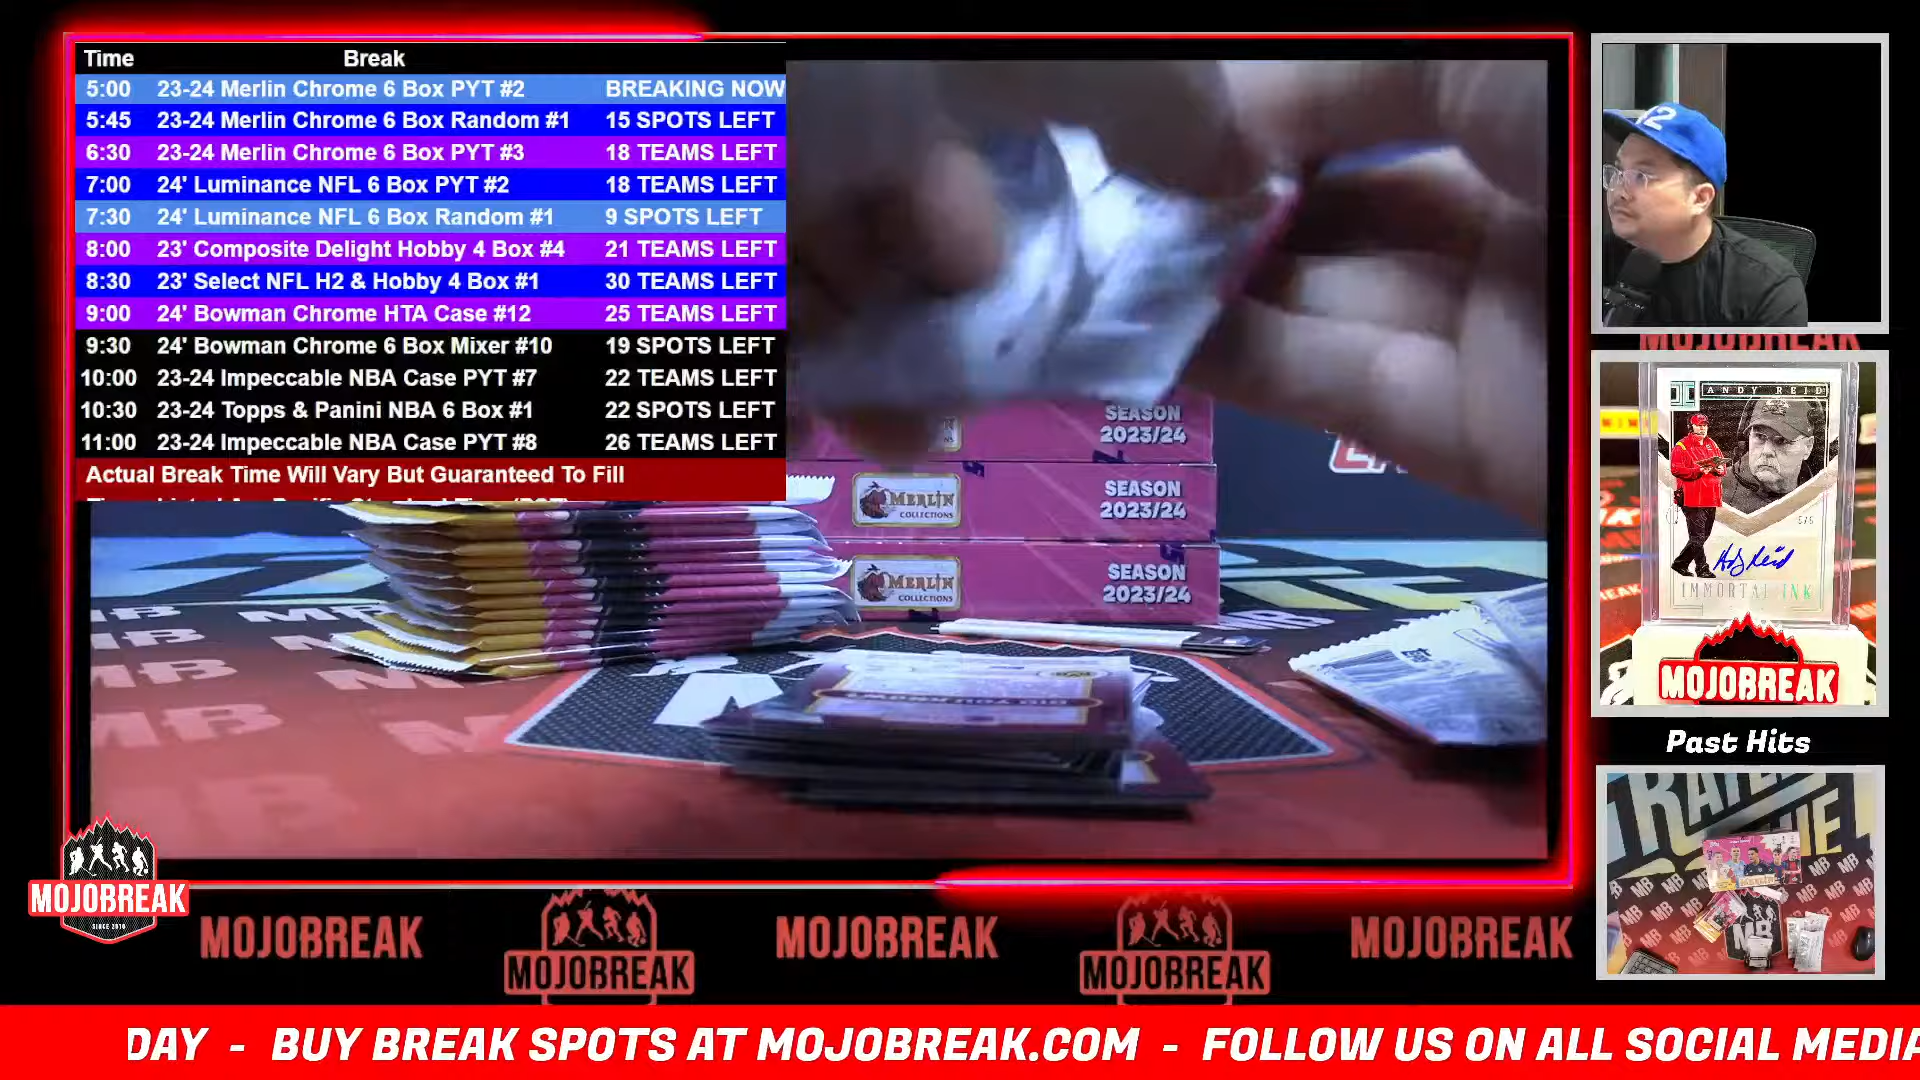 Time Break
5:00 23-24 Merlin Chrome 6 Box PYT #2 BREAKING NOW
5:45 23-24 Merlin Chrome 6 Box Random #1 15 SPOTS LEFT
6:30 23-24 Merlin Chrome 6 Box PYT #3 18 TEAMS LEFT
7:00 24' Luminance NFL 6 Box PYT #2 18 TEAMS LEFT
7:30 24' Luminance NFL 6 Box Random #1 9 SPOTS LEFT
8:00 23' Composite Delight Hobby 4 Box #4 21 TEAMS LEFT
8:30 23' Select NFL H2 & Hobby 4 Box #1 30 TEAMS LEFT
9:00 24' Bowman Chrome HTA Case #12 25 TEAMS LEFT
9:30 24' Bowman Chrome 6 Box Mixer #10 19 SPOTS LEFT
10:00 23-24 Impeccable NBA Case PYT #7 22 TEAMS LEFT
10:30 23-24 Topps & Panini NBA 6 Box #1 22 SPOTS LEFT
11:00 23-24 Impeccable NBA Case PYT #8 26 TEAMS LEFT
Actual Break Time Will Vary But Guaranteed To Fill
SEASON
2023/24
MERLIN
COLLECTIONS
SEASON
2023/24
MERLIN
COLLECTIONS
SEASON
2023/24
MB
MB
MB
MOJOBREAK
ANDY REID
IMMORTAL INK
MOJOBREAK
Past Hits
MOJOBREAK
SINCE 2010
MOJOBREAK
MOJOBREAK
MOJOBREAK
MOJOBREAK
MOJOBREAK
DAY - BUY BREAK SPOTS AT MOJOBREAK.COM - FOLLOW US ON ALL SOCIAL MEDIA